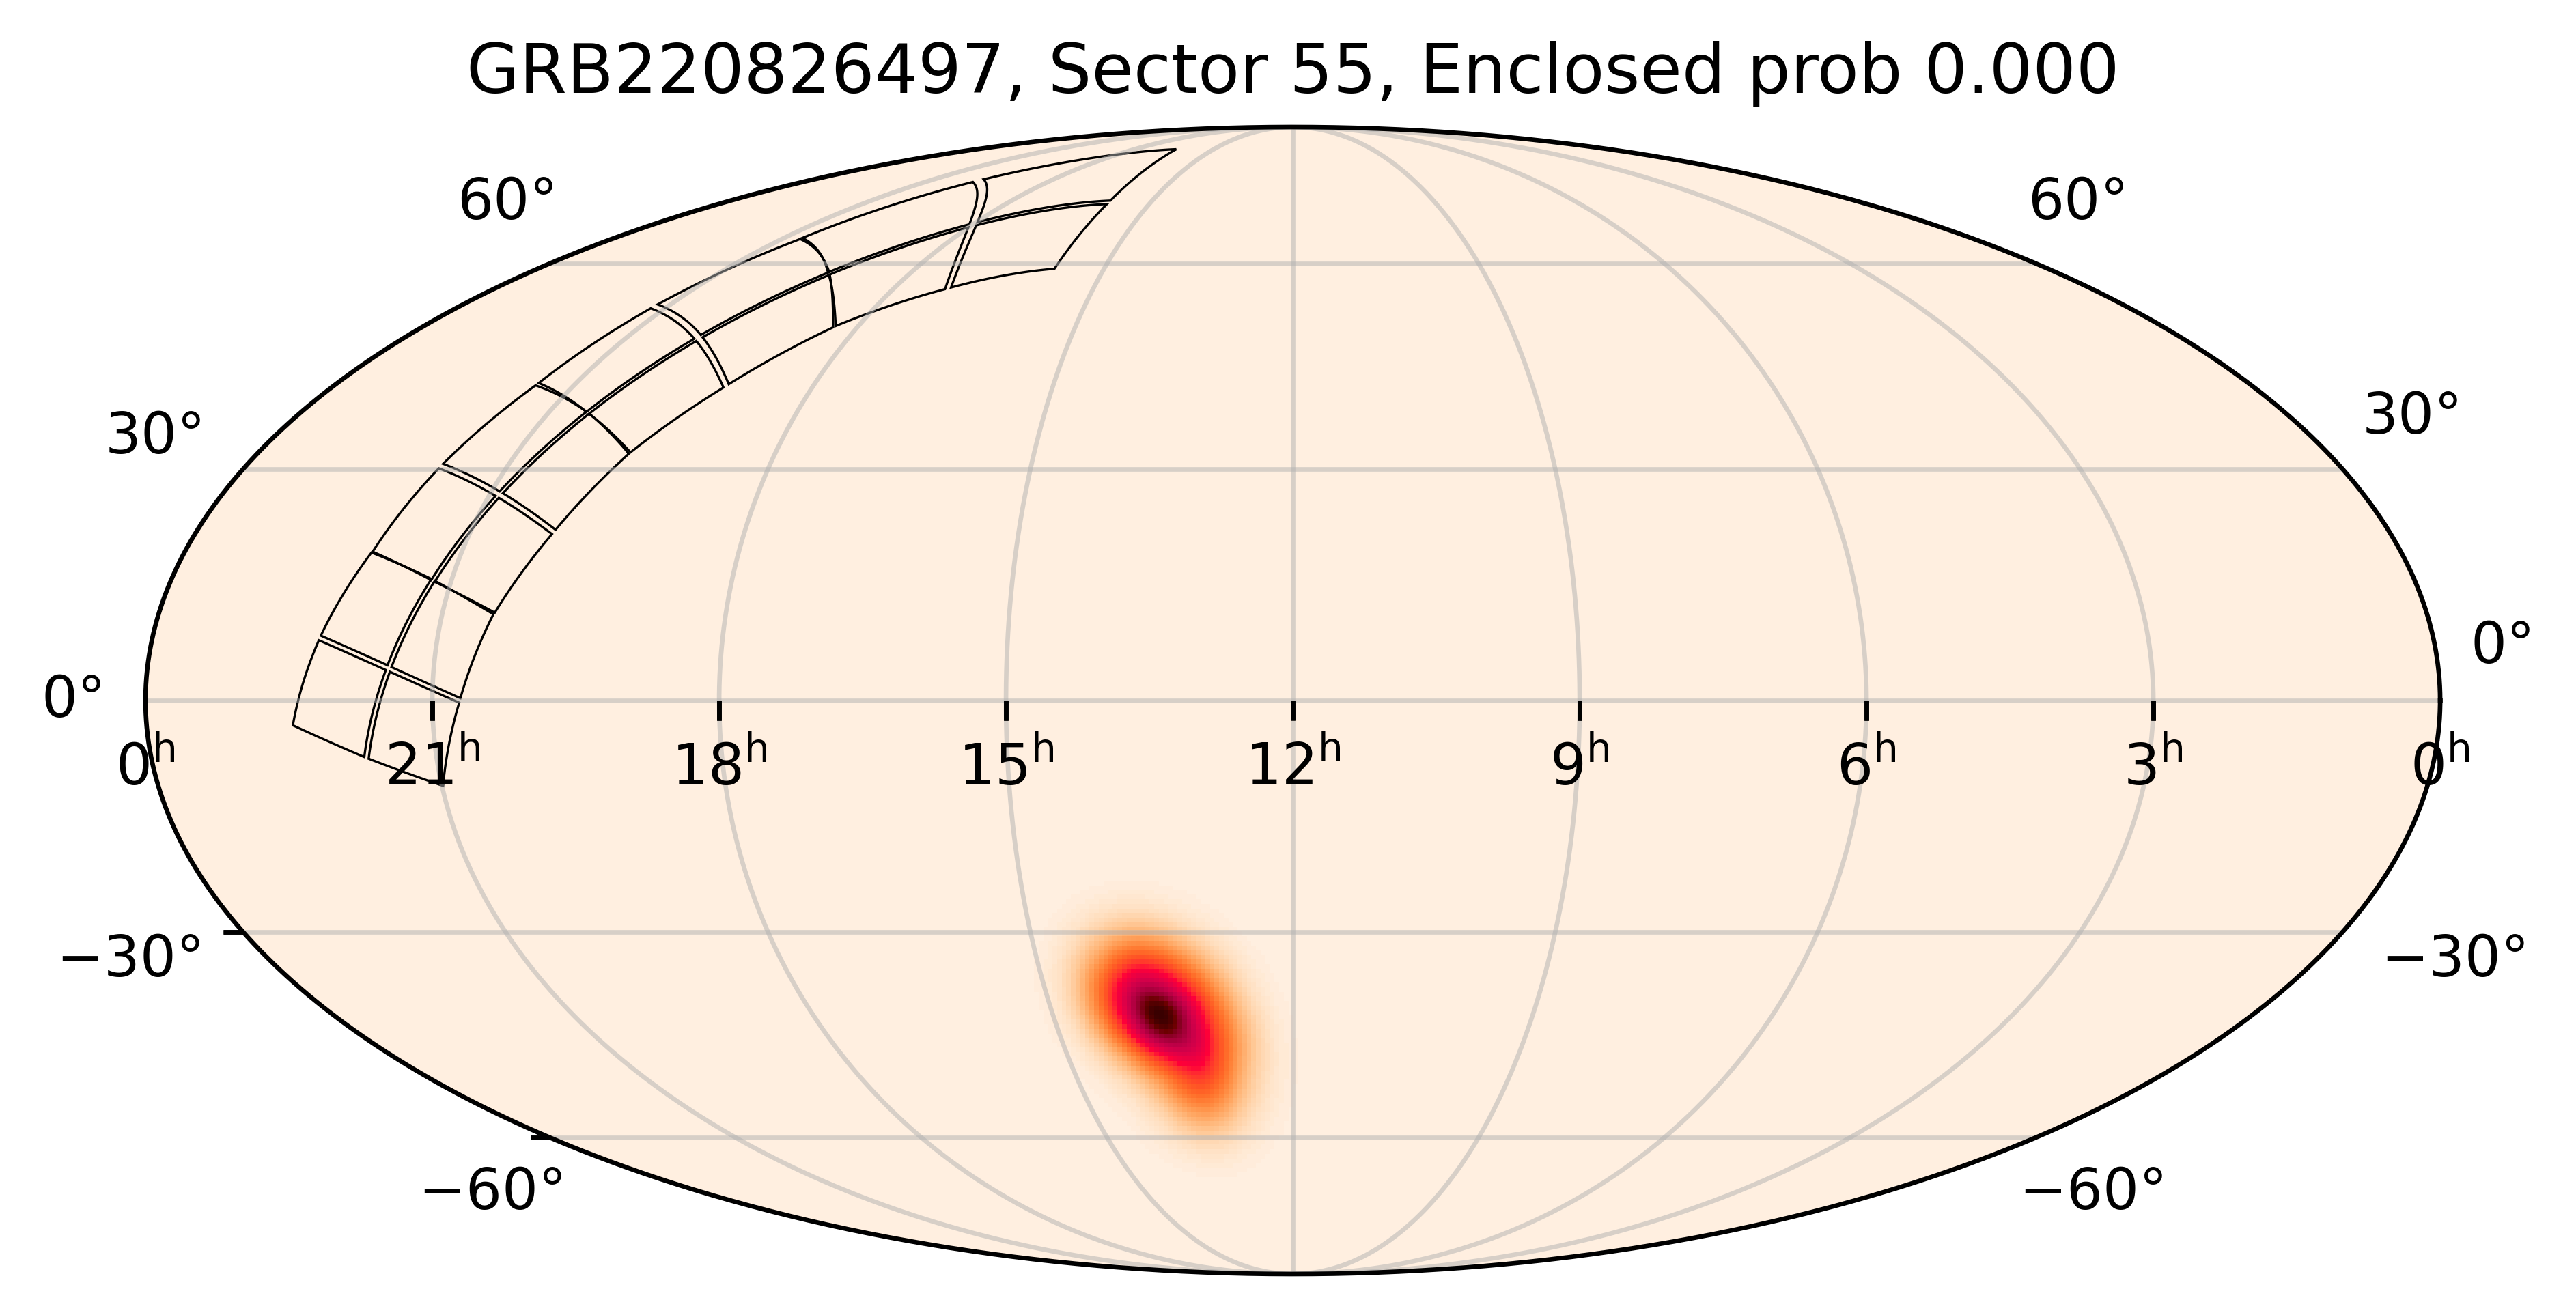 GRB220826497, Sector 55, Enclosed prob 0.000
60° 60°
30° 30°
0° 0°
0ʰ 21ʰ 18ʰ 15ʰ 12ʰ 9ʰ 6ʰ 3ʰ 0ʰ
−30° −30°
−60° −60°